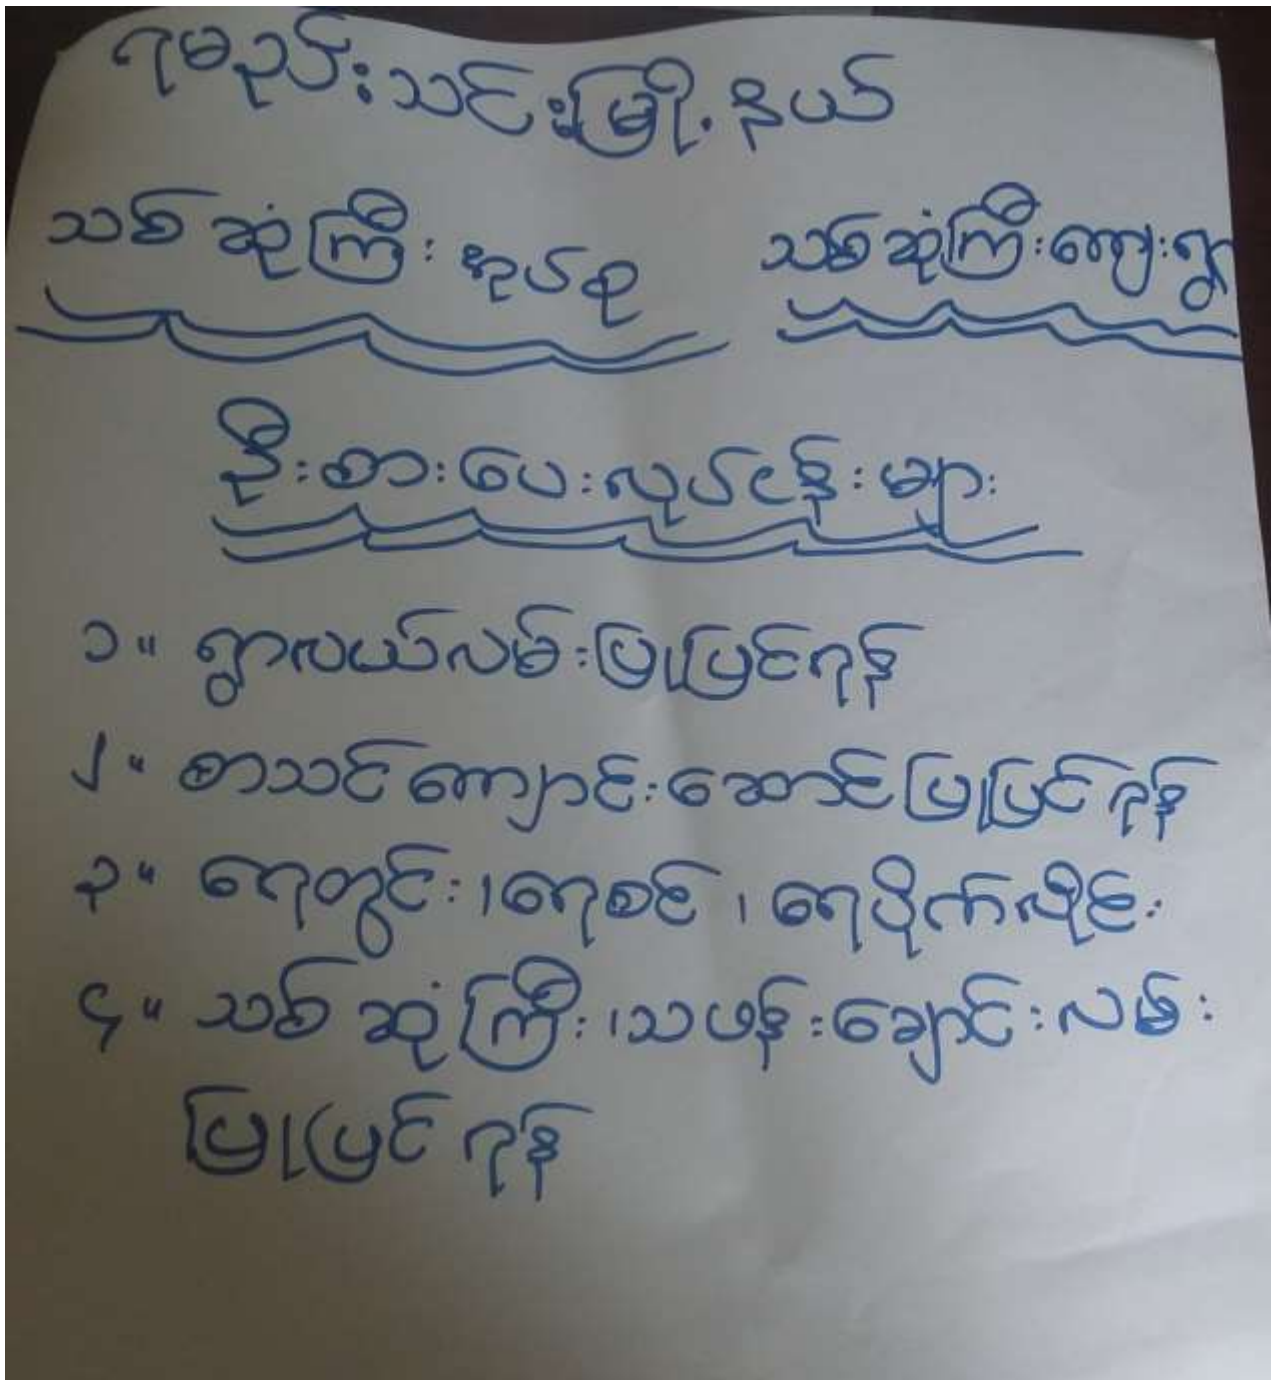 ရမည်းသင်းမြို့နယ်
သစ်ဆုံကြီးအုပ်စု သစ်ဆုံကြီးကျေးရွာ
ဦးစားပေးလုပ်ငန်းများ
၁။ ရွာလယ်လမ်းပြုပြင်ရန်
၂။ စာသင်ကျောင်းဆောင်ပြုပြင်ရန်
၃။ ရေတွင်း၊ရေစင်၊ရေပိုက်လိုင်း
၄။ သစ်ဆုံကြီး၊သဖန်းချောင်းလမ်း
ပြုပြင်ရန်